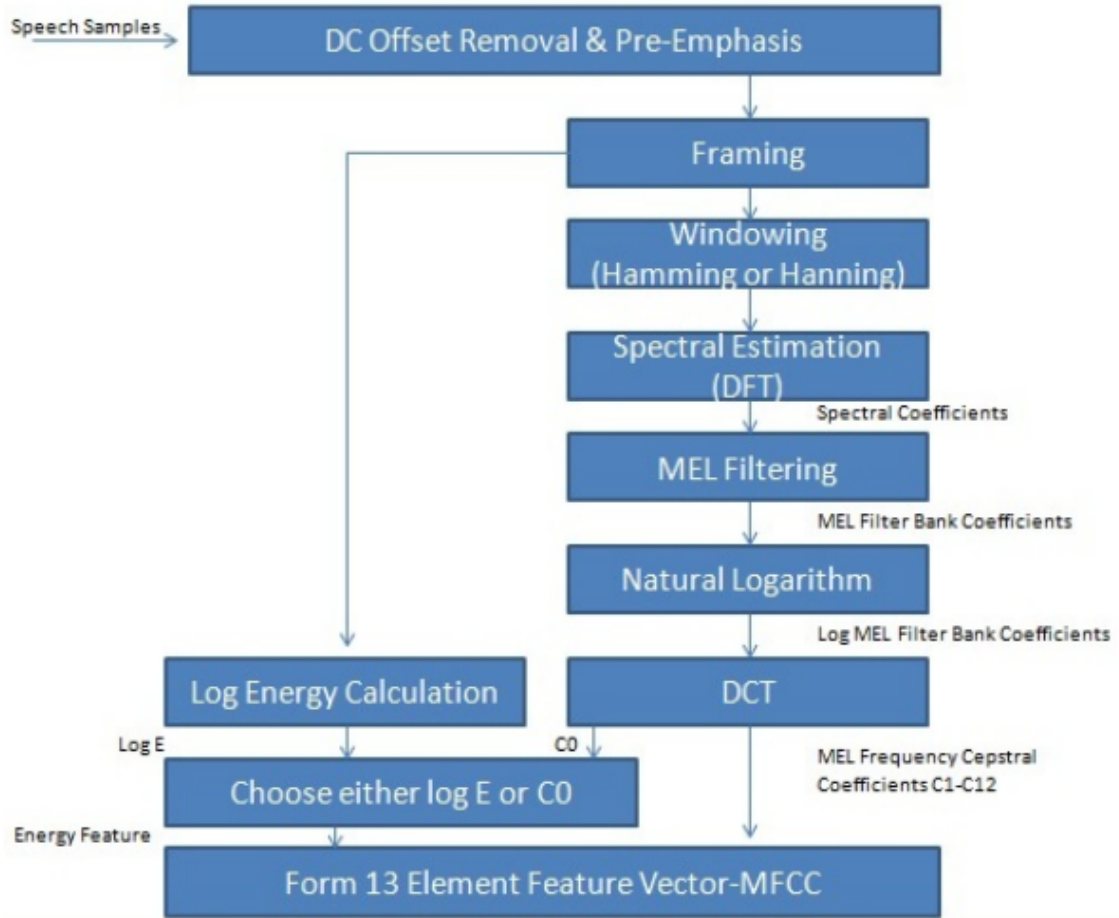 Speech Samples
DC Offset Removal & Pre-Emphasis
Framing
Windowing
(Hamming or Hanning)
Spectral Estimation
(DFT)
Spectral Coefficients
MEL Filtering
MEL Filter Bank Coefficients
Natural Logarithm
Log MEL Filter Bank Coefficients
Log Energy Calculation
DCT
Log E
C0
MEL Frequency Cepstral
Coefficients C1-C12
Choose either log E or C0
Energy Feature
Form 13 Element Feature Vector-MFCC